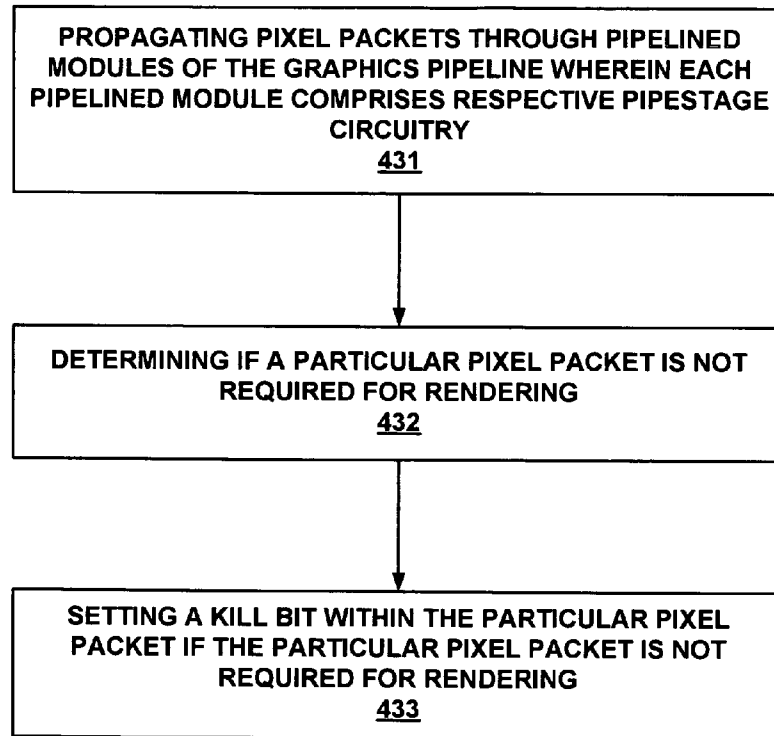 PROPAGATING PIXEL PACKETS THROUGH PIPELINED
MODULES OF THE GRAPHICS PIPELINE WHEREIN EACH
PIPELINED MODULE COMPRISES RESPECTIVE PIPESTAGE
CIRCUITRY
431
DETERMINING IF A PARTICULAR PIXEL PACKET IS NOT
REQUIRED FOR RENDERING
432
SETTING A KILL BIT WITHIN THE PARTICULAR PIXEL
PACKET IF THE PARTICULAR PIXEL PACKET IS NOT
REQUIRED FOR RENDERING
433